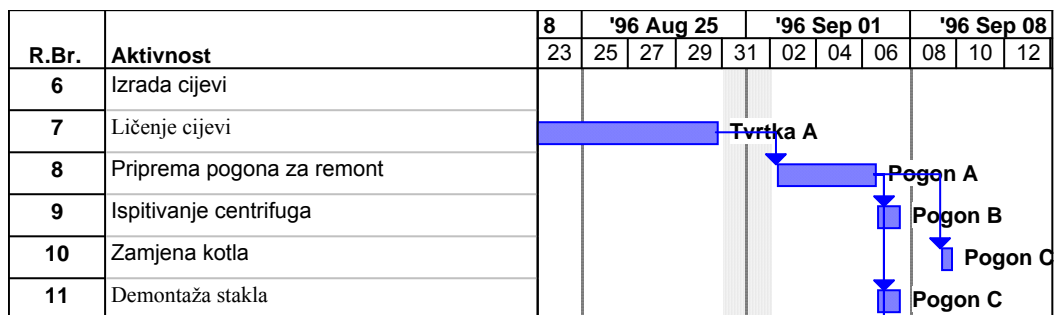 8 '96 Aug 25 '96 Sep 01 '96 Sep 08
R.Br. Aktivnost 23 25 27 29 31 02 04 06 08 10 12
6 Izrada cijevi
7 Ličenje cijevi Tvrtka A
8 Priprema pogona za remont Pogon A
9 Ispitivanje centrifuga Pogon B
10 Zamjena kotla Pogon C
11 Demontaža stakla Pogon C